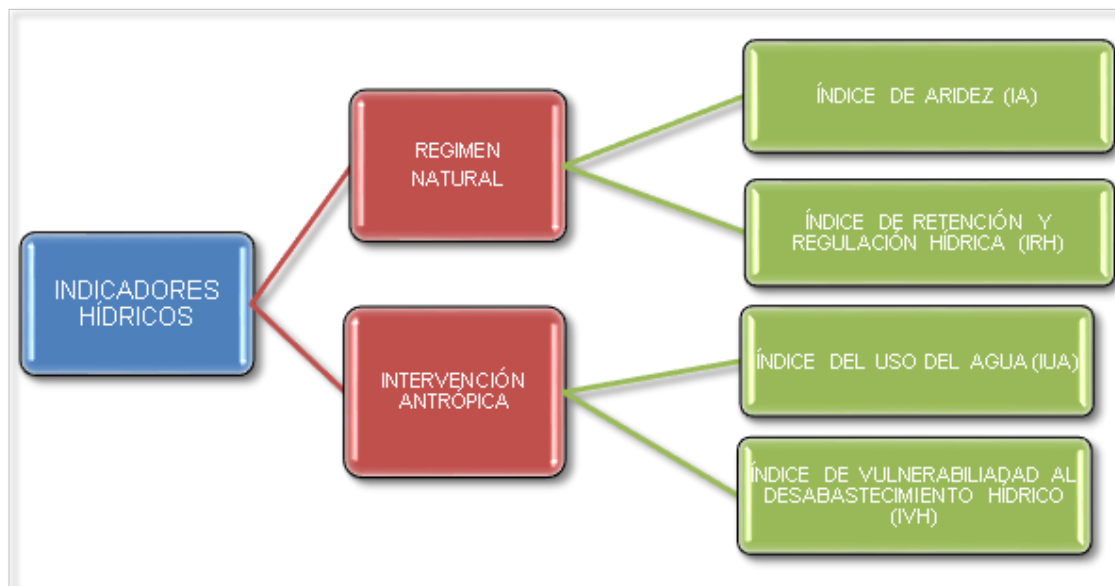 INDICADORES
HÍDRICOS
REGIMEN
NATURAL
INTERVENCIÓN
ANTRÓPICA
ÍNDICE DE ARIDEZ (IA)
ÍNDICE DE RETENCIÓN Y
REGULACIÓN HÍDRICA (IRH)
ÍNDICE DEL USO DEL AGUA (IUA)
ÍNDICE DE VULNERABILIADAD AL
DESABASTECIMIENTO HÍDRICO
(IVH)